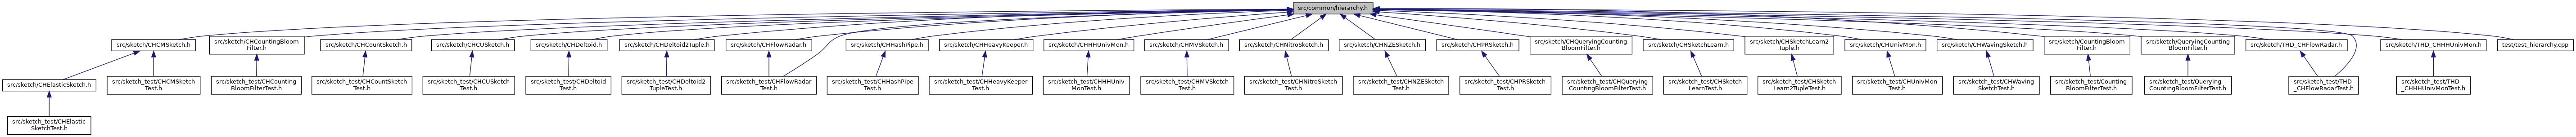 src/common/hierarchy.h
src/sketch/CHCMSketch.h
src/sketch/CHCountingBloom
Filter.h
src/sketch/CHCountSketch.h
src/sketch/CHCUSketch.h
src/sketch/CHDeltoid.h
src/sketch/CHDeltoid2Tuple.h
src/sketch/CHFlowRadar.h
src/sketch/CHHashPipe.h
src/sketch/CHHeavyKeeper.h
src/sketch/CHHHUnivMon.h
src/sketch/CHMVSketch.h
src/sketch/CHNitroSketch.h
src/sketch/CHNZESketch.h
src/sketch/CHPRSketch.h
src/sketch/CHQueryingCounting
BloomFilter.h
src/sketch/CHSketchLearn.h
src/sketch/CHSketchLearn2
Tuple.h
src/sketch/CHUnivMon.h
src/sketch/CHWavingSketch.h
src/sketch/CountingBloom
Filter.h
src/sketch/QueryingCounting
BloomFilter.h
src/sketch/THD_CHFlowRadar.h
src/sketch/THD_CHHHUnivMon.h
test/test_hierarchy.cpp
src/sketch/CHElasticSketch.h
src/sketch_test/CHCMSketch
Test.h
src/sketch_test/CHCounting
BloomFilterTest.h
src/sketch_test/CHCountSketch
Test.h
src/sketch_test/CHCUSketch
Test.h
src/sketch_test/CHDeltoid
Test.h
src/sketch_test/CHDeltoid2
TupleTest.h
src/sketch_test/CHFlowRadar
Test.h
src/sketch_test/CHHashPipe
Test.h
src/sketch_test/CHHeavyKeeper
Test.h
src/sketch_test/CHHHUniv
MonTest.h
src/sketch_test/CHMVSketch
Test.h
src/sketch_test/CHNitroSketch
Test.h
src/sketch_test/CHNZESketch
Test.h
src/sketch_test/CHPRSketch
Test.h
src/sketch_test/CHQuerying
CountingBloomFilterTest.h
src/sketch_test/CHSketch
LearnTest.h
src/sketch_test/CHSketch
Learn2TupleTest.h
src/sketch_test/CHUnivMon
Test.h
src/sketch_test/CHWaving
SketchTest.h
src/sketch_test/Counting
BloomFilterTest.h
src/sketch_test/Querying
CountingBloomFilterTest.h
src/sketch_test/THD
_CHFlowRadarTest.h
src/sketch_test/THD
_CHHHUnivMonTest.h
src/sketch_test/CHElastic
SketchTest.h